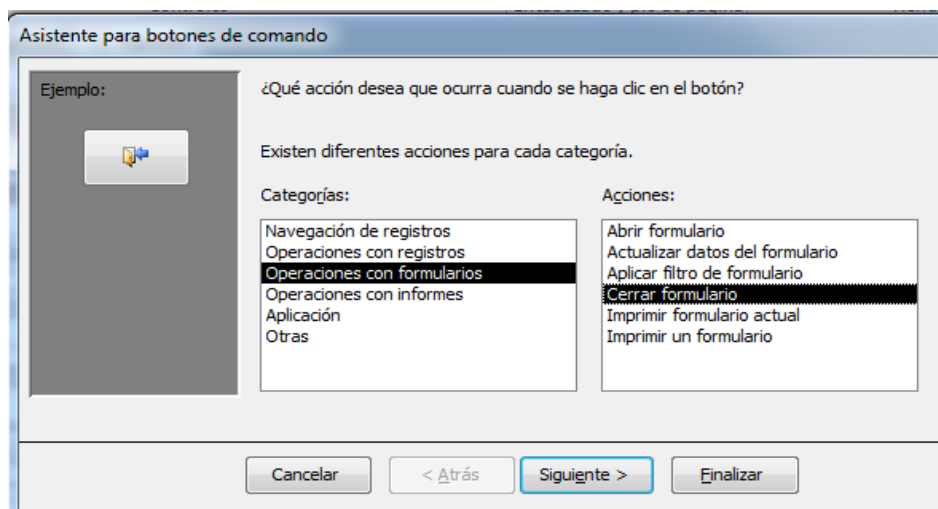 Asistente para botones de comando
Ejemplo:
¿Qué acción desea que ocurra cuando se haga clic en el botón?
Existen diferentes acciones para cada categoría.
Categorías:
Navegación de registros
Operaciones con registros
Operaciones con formularios
Operaciones con informes
Aplicación
Otras
Acciones:
Abrir formulario
Actualizar datos del formulario
Aplicar filtro de formulario
Cerrar formulario
Imprimir formulario actual
Imprimir un formulario
Cancelar
< Atrás
Siguiente >
Finalizar